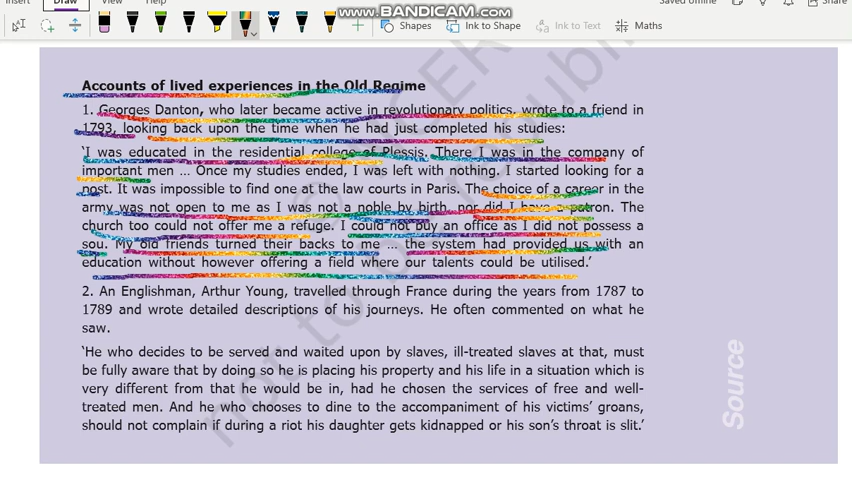 Insert Draw View Help Saved offline Share
www.BANDICAM.com
Shapes Ink to Shape Ink to Text Maths
Accounts of lived experiences in the Old Regime
1. Georges Danton, who later became active in revolutionary politics, wrote to a friend in
1793, looking back upon the time when he had just completed his studies:
‘I was educated in the residential college of Plessis. There I was in the company of
important men ... Once my studies ended, I was left with nothing. I started looking for a
post. It was impossible to find one at the law courts in Paris. The choice of a career in the
army was not open to me as I was not a noble by birth, nor did I have a patron. The
church too could not offer me a refuge. I could not buy an office as I did not possess a
sou. My old friends turned their backs to me ... the system had provided us with an
education without however offering a field where our talents could be utilised.’
2. An Englishman, Arthur Young, travelled through France during the years from 1787 to
1789 and wrote detailed descriptions of his journeys. He often commented on what he
saw.
‘He who decides to be served and waited upon by slaves, ill-treated slaves at that, must
be fully aware that by doing so he is placing his property and his life in a situation which is
very different from that he would be in, had he chosen the services of free and well-
treated men. And he who chooses to dine to the accompaniment of his victims’ groans,
should not complain if during a riot his daughter gets kidnapped or his son’s throat is slit.’
Source